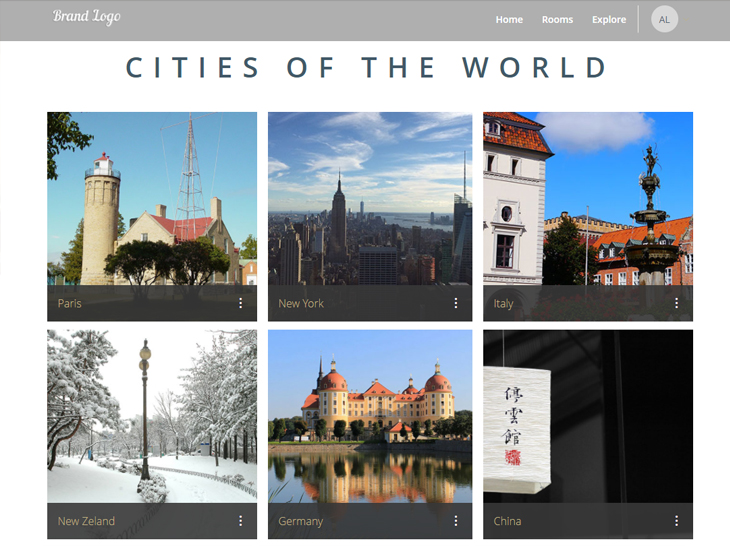 Brand Logo
Home Rooms Explore AL
CITIES OF THE WORLD
Paris
New York
Italy
停雲館
New Zeland
Germany
China